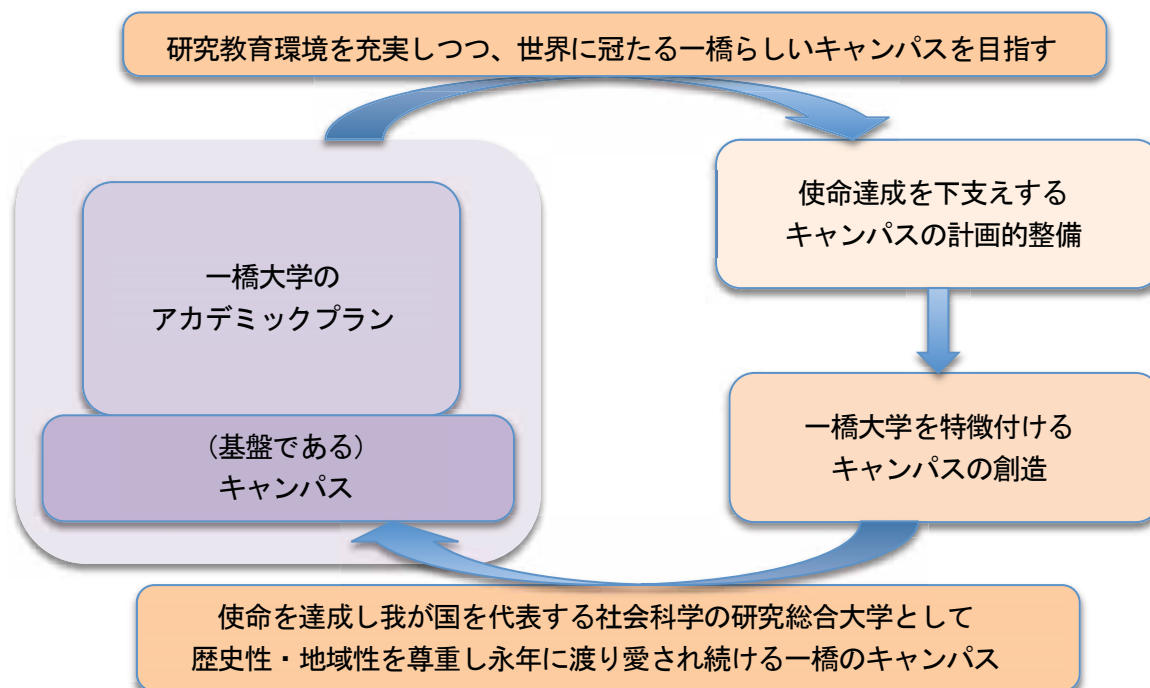 研究教育環境を充実しつつ、世界に冠たる一橋らしいキャンパスを目指す
一橋大学の
アカデミックプラン
(基盤である)
キャンパス
使命達成を下支えする
キャンパスの計画的整備
一橋大学を特徴付ける
キャンパスの創造
使命を達成し我が国を代表する社会科学の研究総合大学として
歴史性・地域性を尊重し永年に渡り愛され続ける一橋のキャンパス